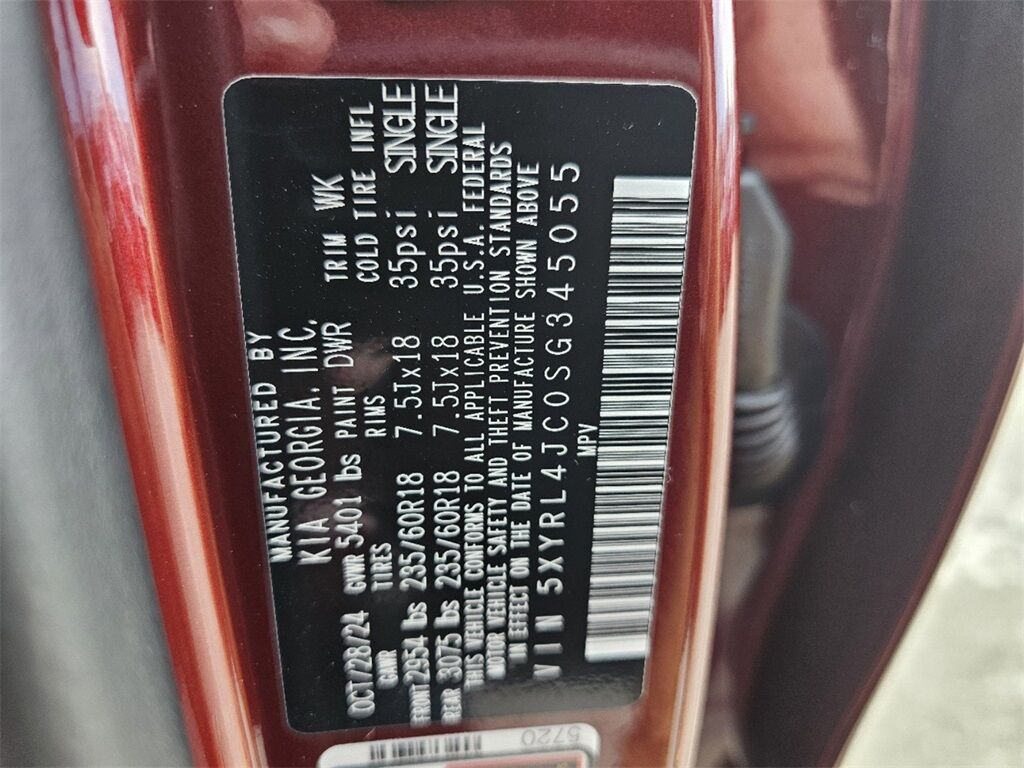 MANUFACTURED BY
KIA GEORGIA, INC.
OCT/28/24 GVWR 5401 lbs PAINT DWR TRIM WK
GAWR TIRES RIMS COLD TIRE INFL
FRONT 2954 lbs 235/60R18 7.5Jx18 35psi SINGLE
REAR 3075 lbs 235/60R18 7.5Jx18 35psi SINGLE
THIS VEHICLE CONFORMS TO ALL APPLICABLE U.S.A. FEDERAL
MOTOR VEHICLE SAFETY AND THEFT PREVENTION STANDARDS
IN EFFECT ON THE DATE OF MANUFACTURE SHOWN ABOVE
VIN 5XYRL4JC0SG345055
MPV
5720